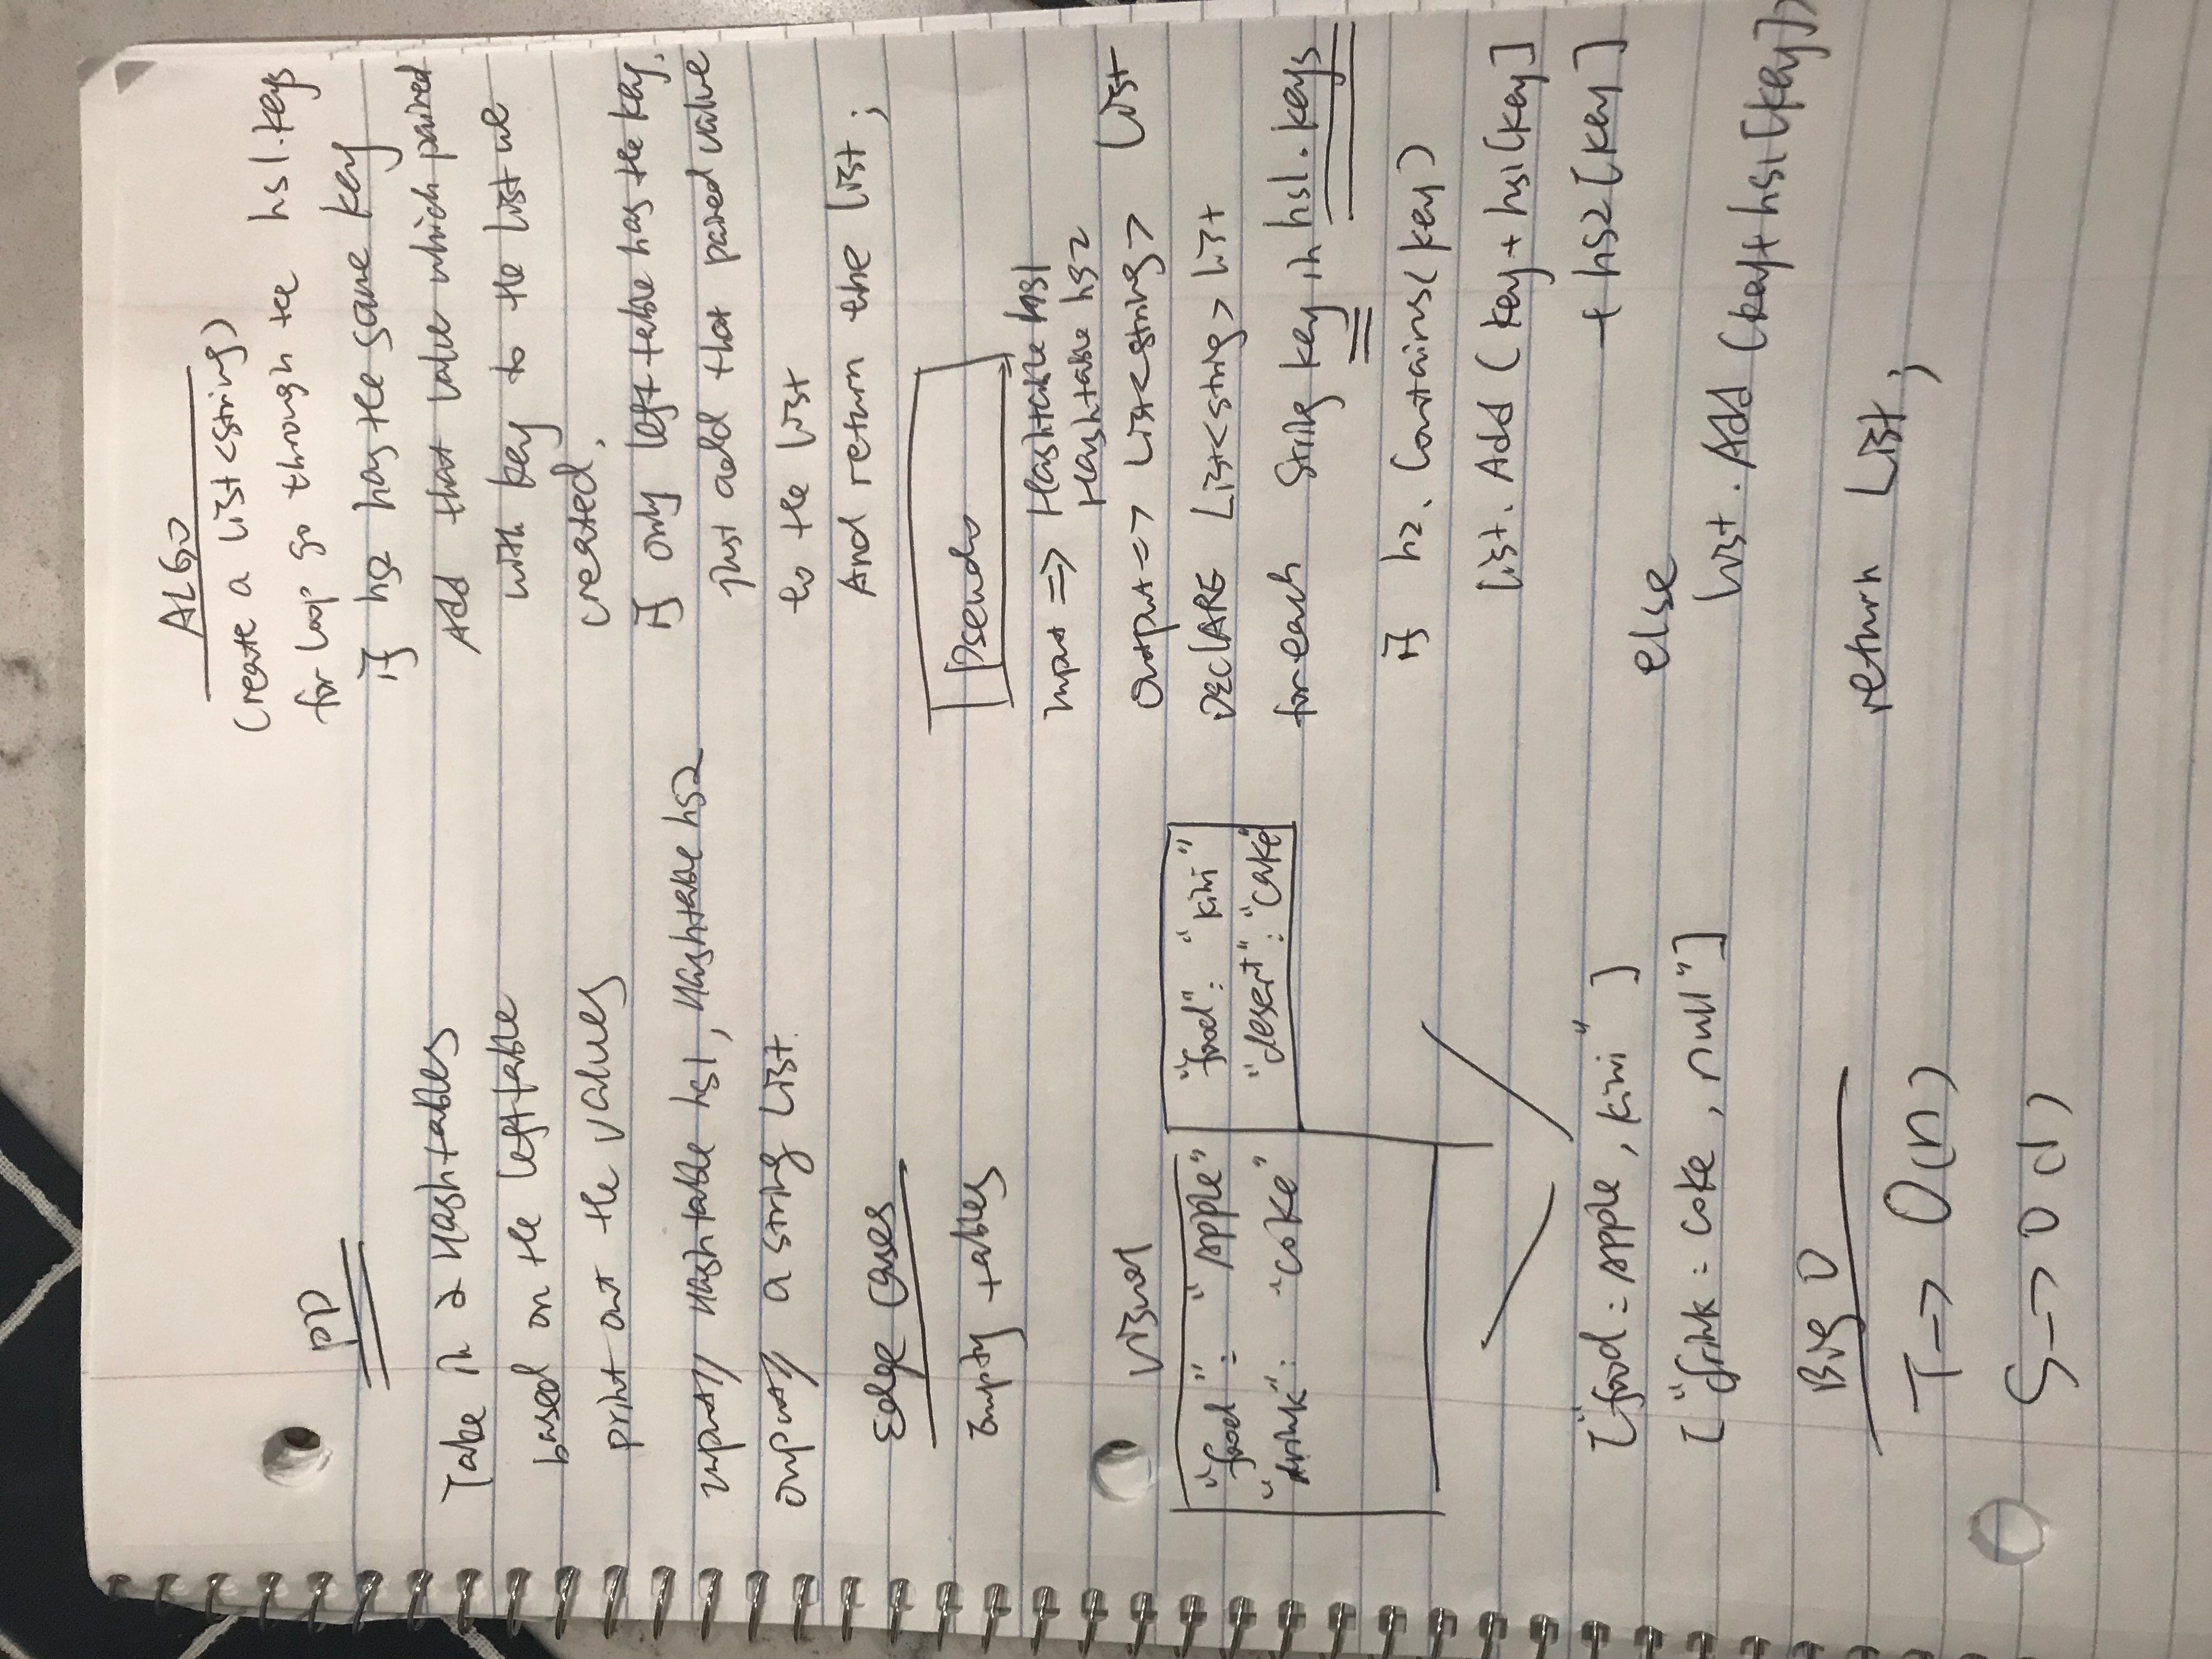 PD
Take in 2 Hashtables
based on the left table
print out the values
input// Hashtable hs1, Hashtable hs2
output// a string List.
Edge Cases
Empty tables
Visual
"food": "Apple"
"drink": "coke"
"food": "kiwi"
"desert": "cake"
["food: Apple, kiwi"]
["drink: coke, null"]
Big O
T-> O(n)
S-> O(1)
ALGO
Create a List<string>
for loop go through the hs1.keys
if hs2 has the same key
Add that value which paired
with key to the list we
created,
if only left table has the key,
Just add that paired value
to the list
And return the list;
Pseudo
Input => Hashtable hs1
Hashtable hs2
Output => List<string> List
DEClARE List<string> list
foreach String key in hs1.keys
if h2. Contains(key)
list. Add (key + hs1[key]
+ hs2[key]
else
list. Add (key + hs1[key])
return List;